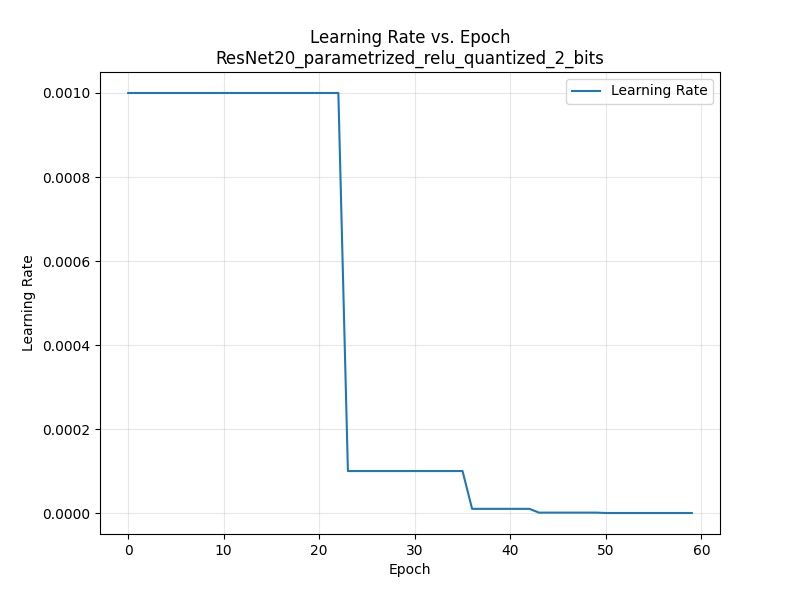 Learning Rate vs. Epoch
ResNet20_parametrized_relu_quantized_2_bits
Learning Rate
0.0010
0.0008
0.0006
0.0004
0.0002
0.0000
Learning Rate
0 10 20 30 40 50 60
Epoch